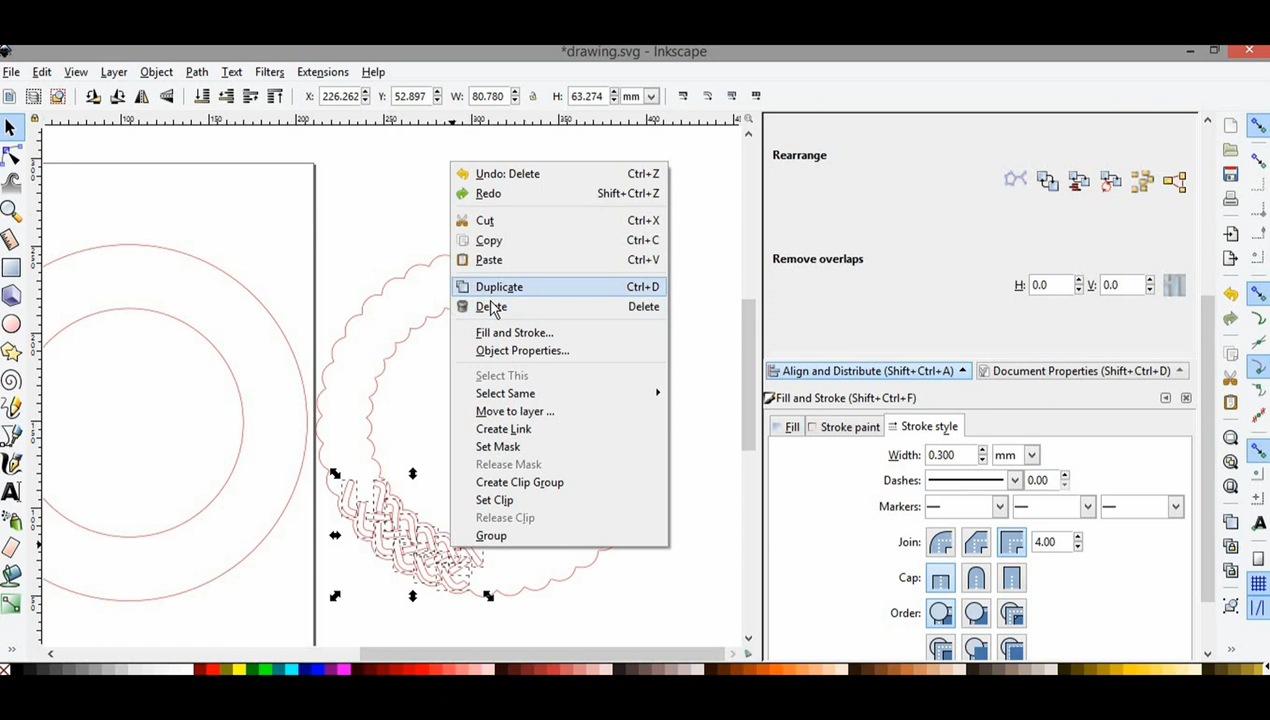 *drawing.svg - Inkscape
File Edit View Layer Object Path Text Filters Extensions Help
X: 226.262 Y: 52.897 W: 80.780 H: 63.274 mm
Undo: Delete Ctrl+Z
Redo Shift+Ctrl+Z
Cut Ctrl+X
Copy Ctrl+C
Paste Ctrl+V
Duplicate Ctrl+D
Delete Delete
Fill and Stroke...
Object Properties...
Select This
Select Same
Move to layer ...
Create Link
Set Mask
Release Mask
Create Clip Group
Set Clip
Release Clip
Group
Rearrange
Remove overlaps
H: 0.0 V: 0.0
Align and Distribute (Shift+Ctrl+A) Document Properties (Shift+Ctrl+D)
Fill and Stroke (Shift+Ctrl+F)
Fill Stroke paint Stroke style
Width: 0.300 mm
Dashes: 0.00
Markers:
Join: 4.00
Cap:
Order: